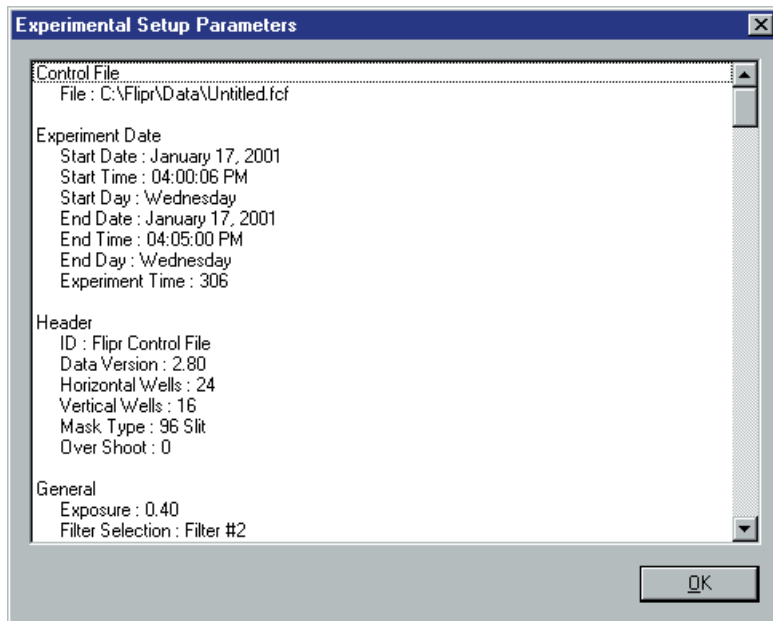 Experimental Setup Parameters
Control File
File : C:\Flipr\Data\Untitled.fcf
Experiment Date
Start Date : January 17, 2001
Start Time : 04:00:06 PM
Start Day : Wednesday
End Date : January 17, 2001
End Time : 04:05:00 PM
End Day : Wednesday
Experiment Time : 306
Header
ID : Flipr Control File
Data Version : 2.80
Horizontal Wells : 24
Vertical Wells : 16
Mask Type : 96 Slit
Over Shoot : 0
General
Exposure : 0.40
Filter Selection : Filter #2
OK